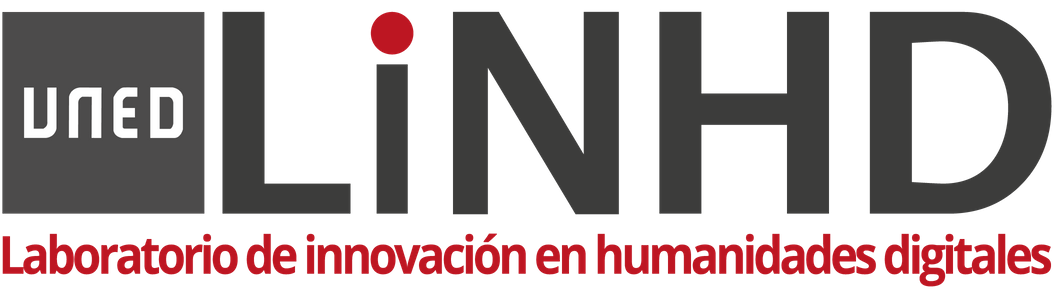 UNED
LiNHD
Laboratorio de innovación en humanidades digitales